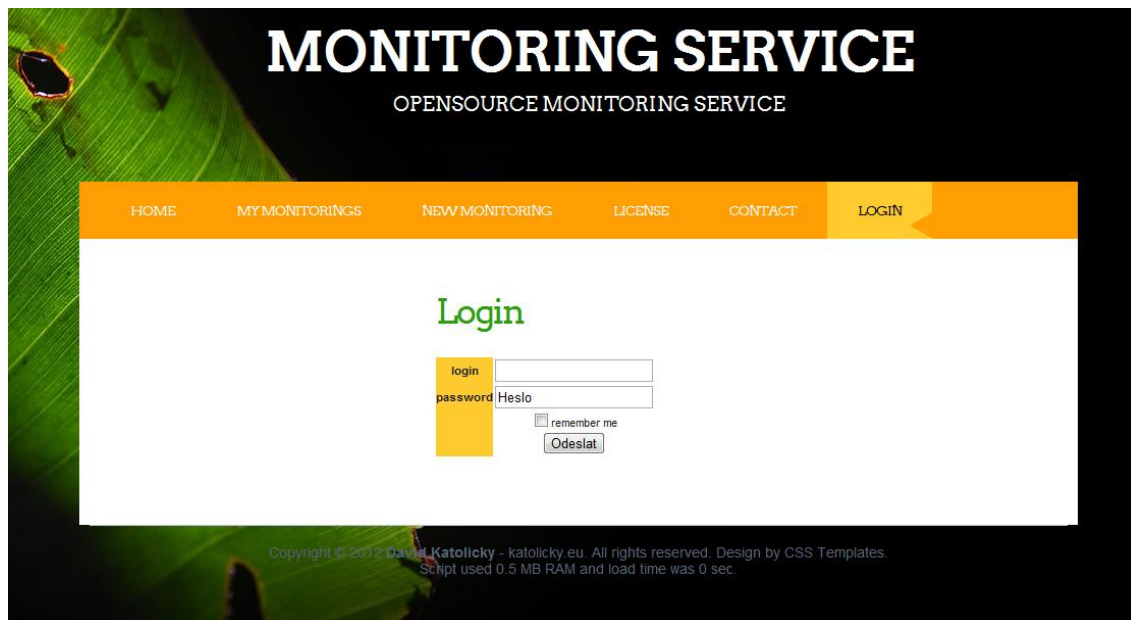 MONITORING SERVICE
OPENSOURCE MONITORING SERVICE
HOME MY MONITORINGS NEW MONITORING LICENSE CONTACT LOGIN
Login
login
password Heslo
remember me
Odeslat
Copyright © 2012 David Katolicky - katolicky.eu. All rights reserved. Design by CSS Templates.
Script used 0.5 MB RAM and load time was 0 sec.